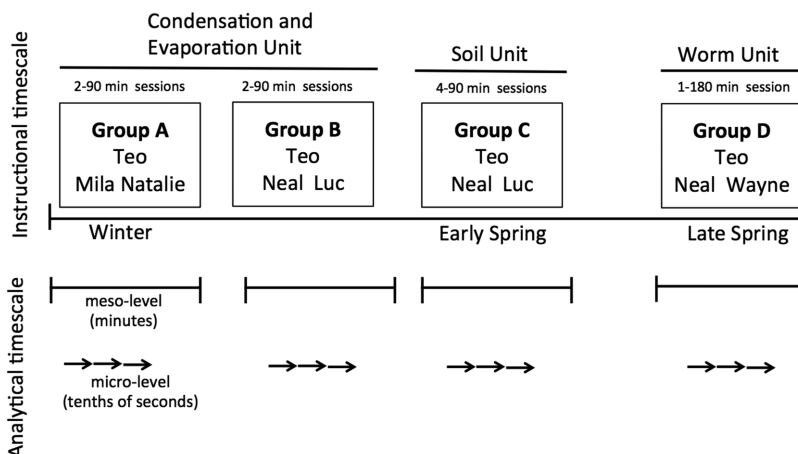 Condensation and
Evaporation Unit
Soil Unit
Worm Unit
2-90 min sessions
2-90 min sessions
4-90 min sessions
1-180 min session
Group A
Teo
Mila Natalie
Group B
Teo
Neal Luc
Group C
Teo
Neal Luc
Group D
Teo
Neal Wayne
Instructional timescale
Winter
Early Spring
Late Spring
Analytical timescale
meso-level
(minutes)
micro-level
(tenths of seconds)